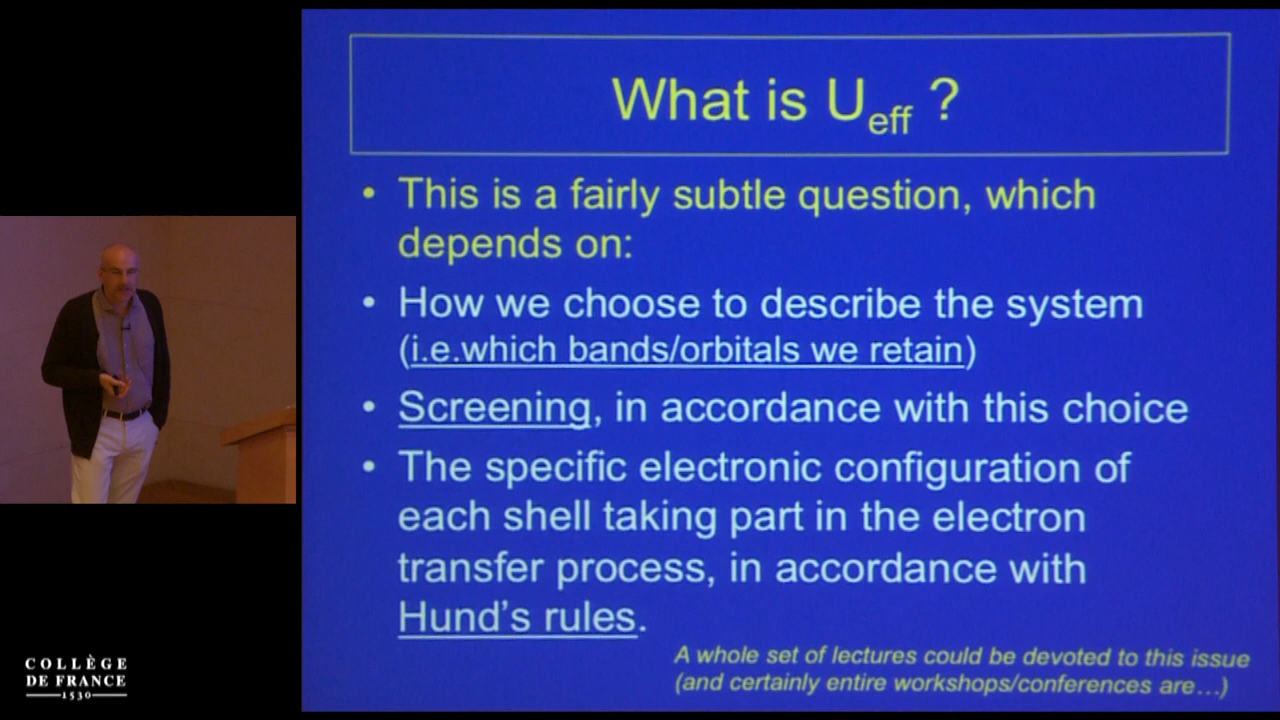 What is Ueff ?
• This is a fairly subtle question, which
depends on:
• How we choose to describe the system
(i.e.which bands/orbitals we retain)
• Screening, in accordance with this choice
• The specific electronic configuration of
each shell taking part in the electron
transfer process, in accordance with
Hund's rules.
A whole set of lectures could be devoted to this issue
(and certainly entire workshops/conferences are…)
COLLÈGE
DE FRANCE
1530